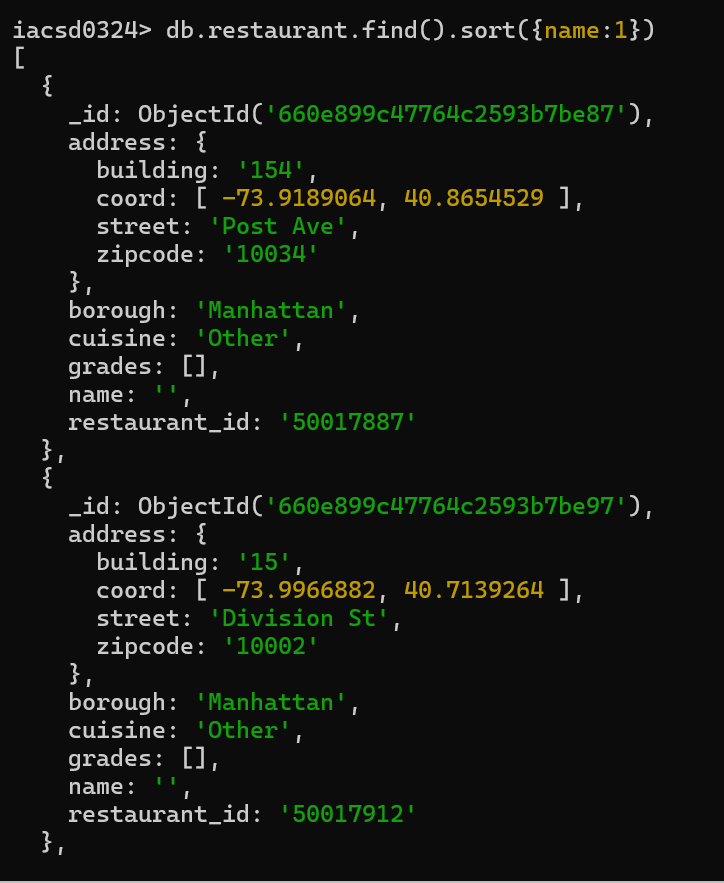 iacsd0324> db.restaurant.find().sort({name:1})
[
  {
    _id: ObjectId('660e899c47764c2593b7be87'),
    address: {
      building: '154',
      coord: [ -73.9189064, 40.8654529 ],
      street: 'Post Ave',
      zipcode: '10034'
    },
    borough: 'Manhattan',
    cuisine: 'Other',
    grades: [],
    name: '',
    restaurant_id: '50017887'
  },
  {
    _id: ObjectId('660e899c47764c2593b7be97'),
    address: {
      building: '15',
      coord: [ -73.9966882, 40.7139264 ],
      street: 'Division St',
      zipcode: '10002'
    },
    borough: 'Manhattan',
    cuisine: 'Other',
    grades: [],
    name: '',
    restaurant_id: '50017912'
  },